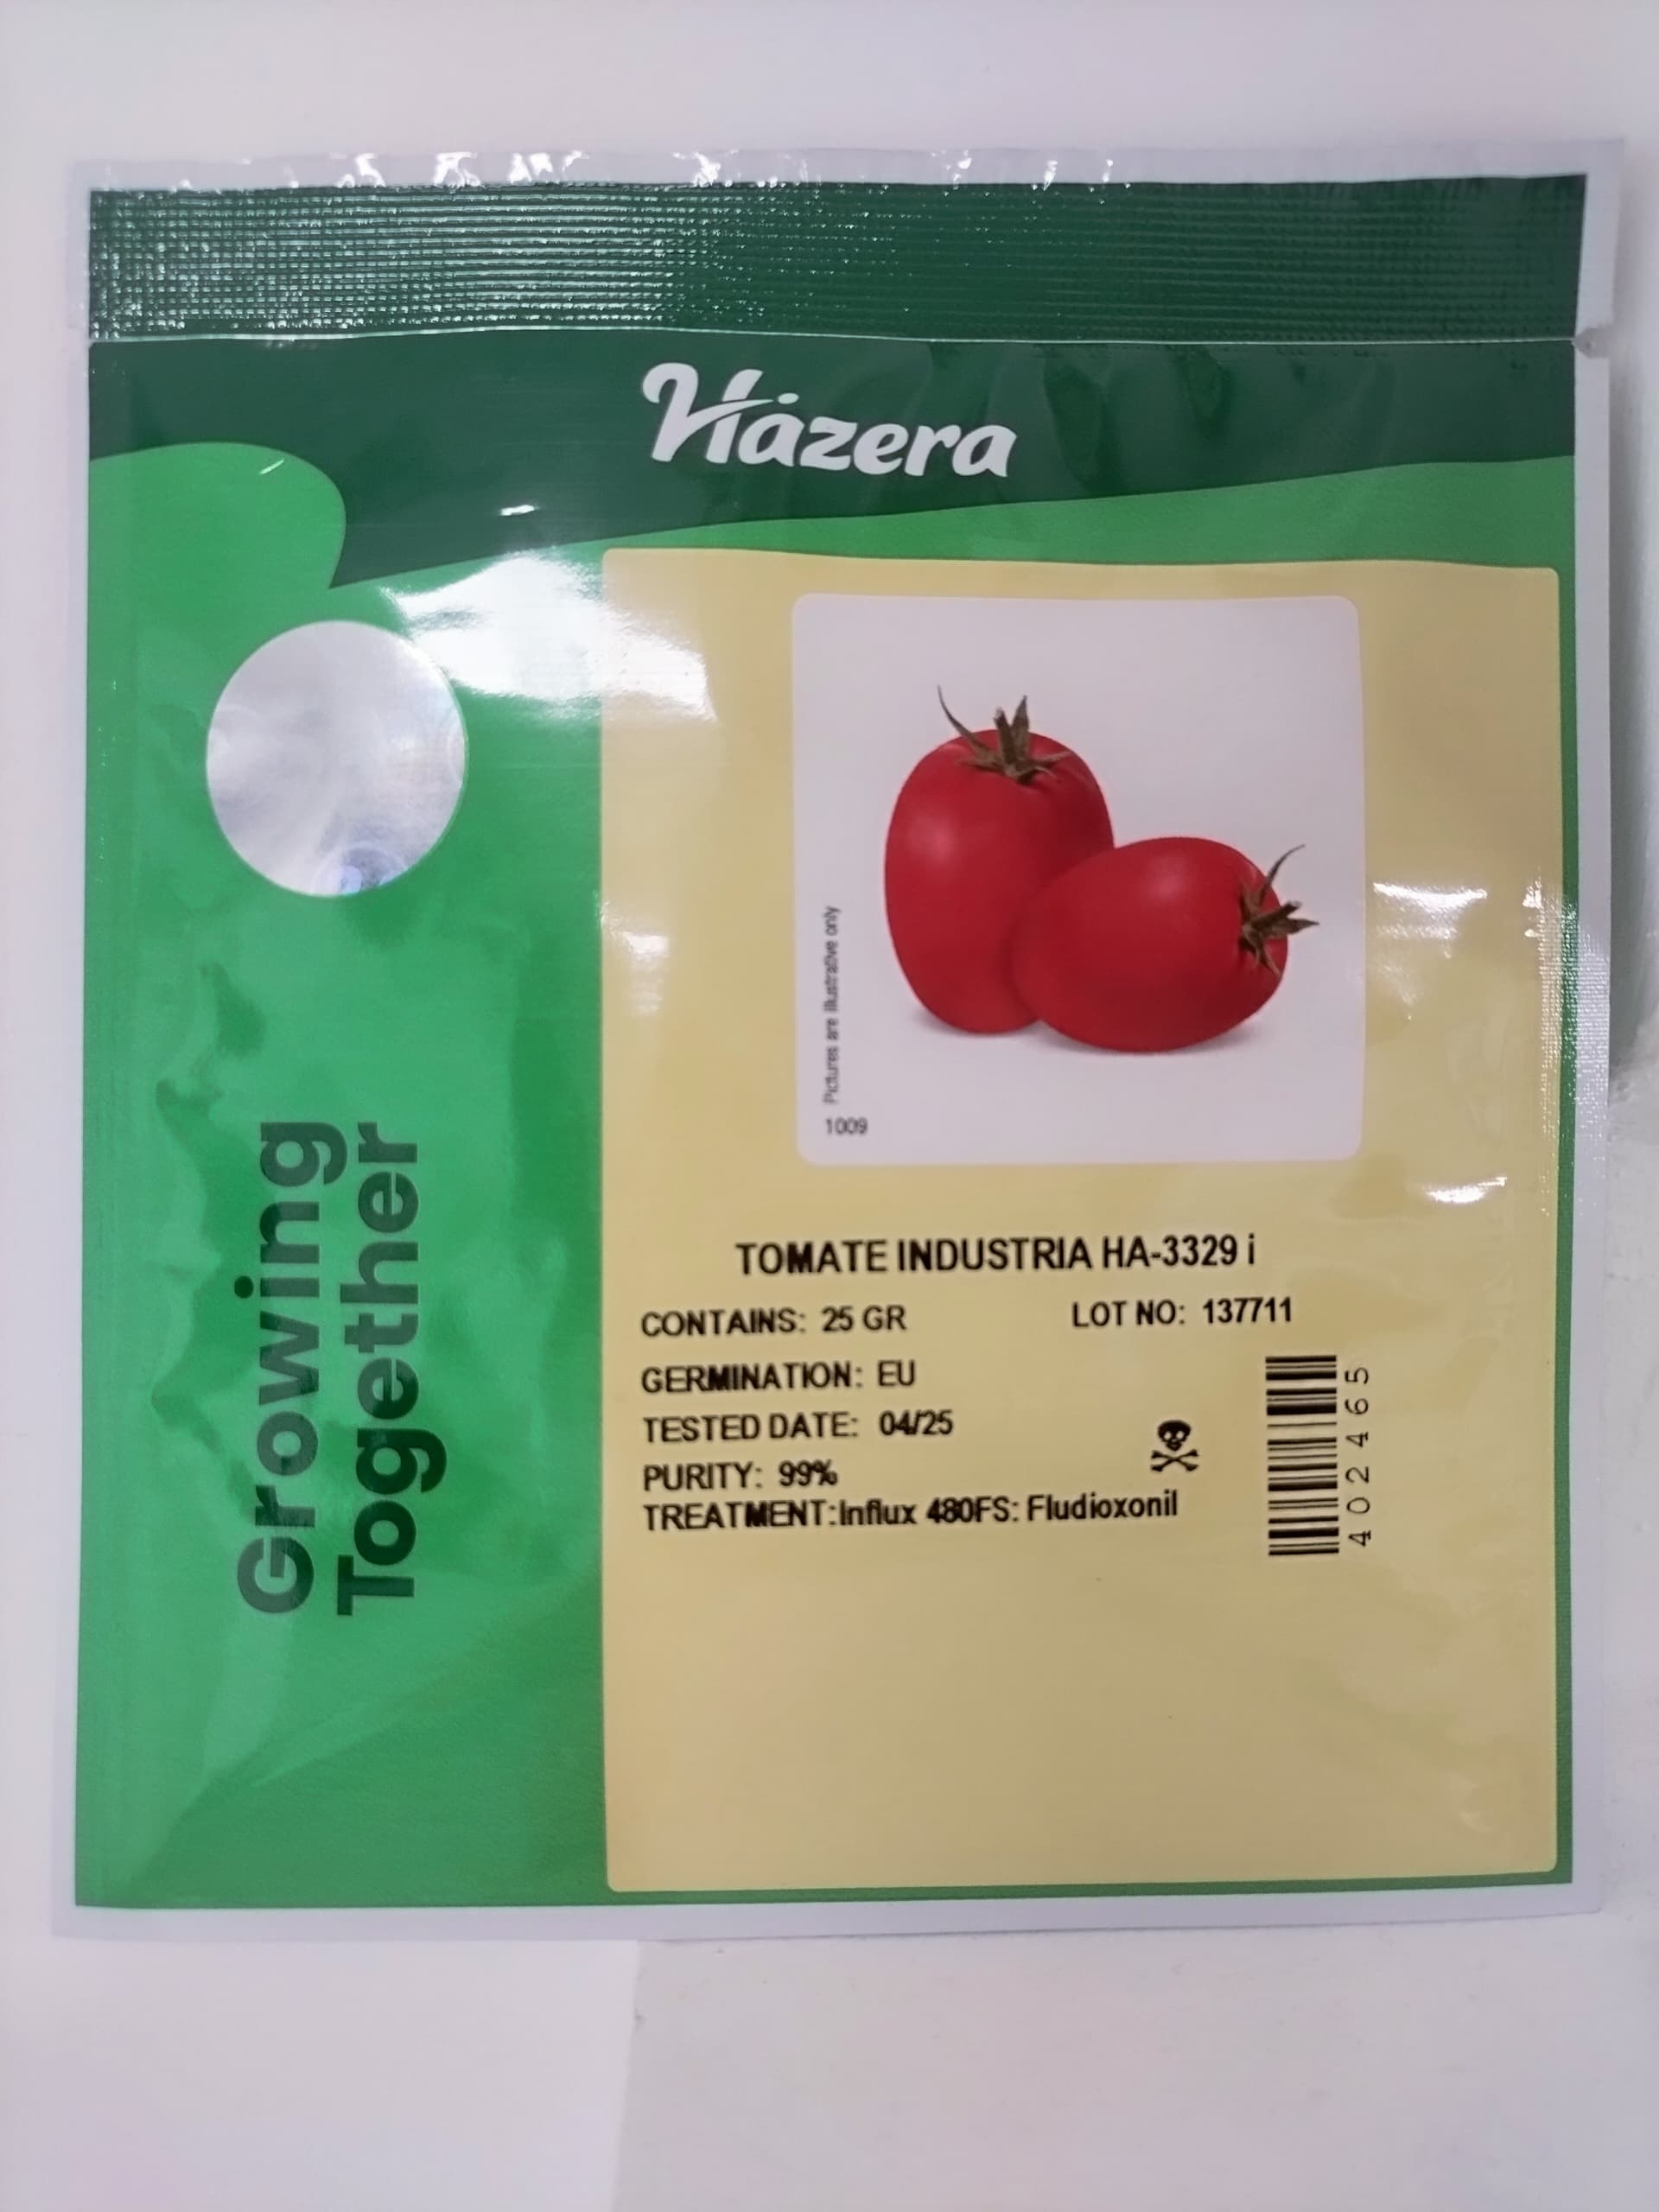 Hazera
Growing
Together
Pictures are illustrative only
1009
TOMATE INDUSTRIA HA-3329 i
CONTAINS: 25 GR LOT NO: 137711
GERMINATION: EU
TESTED DATE: 04/25
PURITY: 99%
TREATMENT:Influx 480FS: Fludioxonil
402465